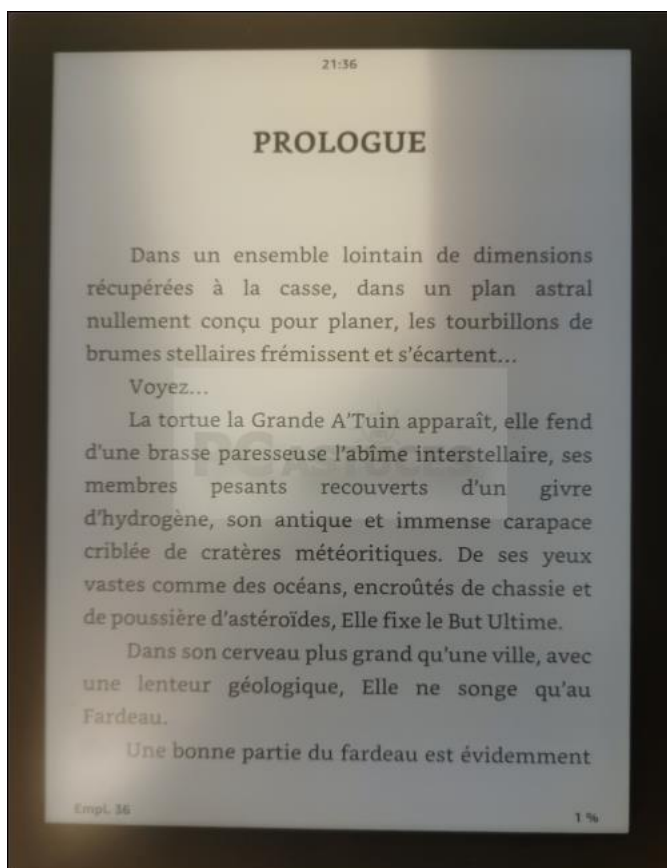 21:36
PROLOGUE
Dans un ensemble lointain de dimensions
récupérées à la casse, dans un plan astral
nullement conçu pour planer, les tourbillons de
brumes stellaires frémissent et s'écartent...
Voyez...
La tortue la Grande A'Tuin apparaît, elle fend
d'une brasse paresseuse l'abîme interstellaire, ses
PC ASTUCES
membres pesants recouverts d'un givre
d'hydrogène, son antique et immense carapace
criblée de cratères météoritiques. De ses yeux
vastes comme des océans, encroûtés de chassie et
de poussière d'astéroïdes, Elle fixe le But Ultime.
Dans son cerveau plus grand qu'une ville, avec
une lenteur géologique, Elle ne songe qu'au
Fardeau.
Une bonne partie du fardeau est évidemment
Empl. 36
1 %